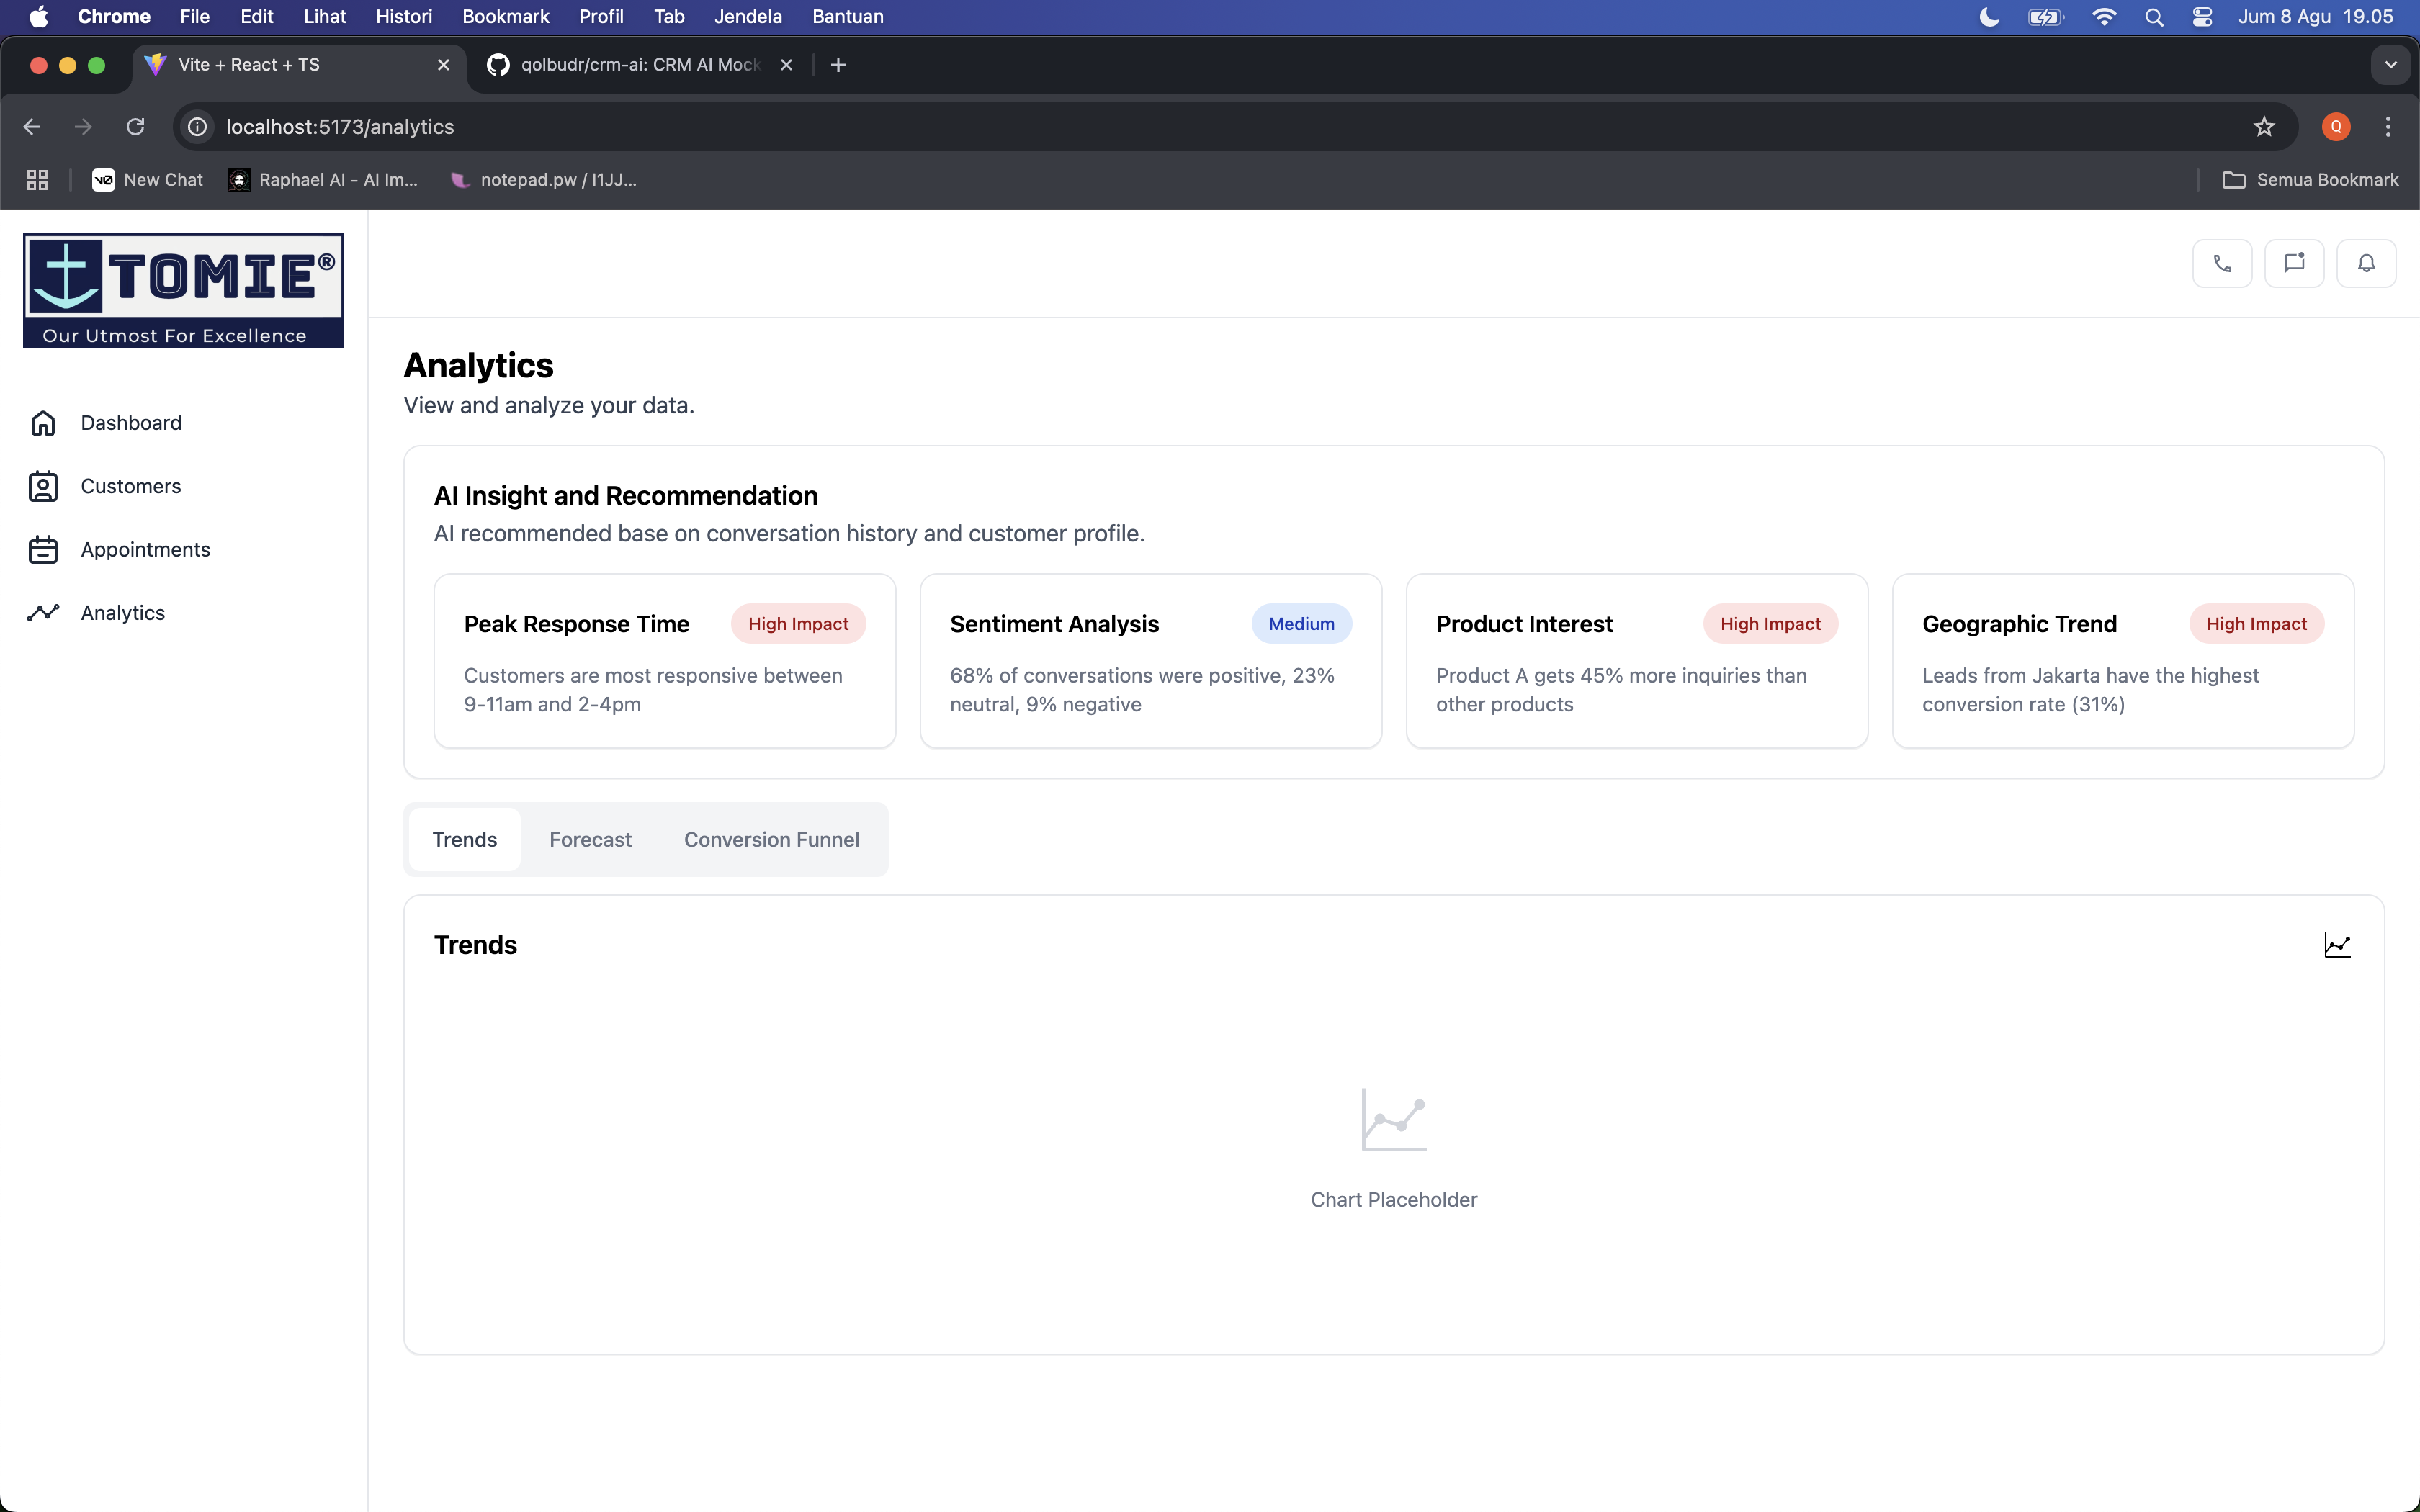 Chrome File Edit Lihat Histori Bookmark Profil Tab Jendela Bantuan Jum 8 Agu 19.05
Vite + React + TS qolbudr/crm-ai: CRM AI Mock
localhost:5173/analytics Q
New Chat Raphael AI - AI Im... notepad.pw / I1JJ... Semua Bookmark
TOMIE®
Our Utmost For Excellence
Dashboard
Customers
Appointments
Analytics
Analytics
View and analyze your data.
AI Insight and Recommendation
AI recommended base on conversation history and customer profile.
Peak Response Time High Impact
Customers are most responsive between
9-11am and 2-4pm
Sentiment Analysis Medium
68% of conversations were positive, 23%
neutral, 9% negative
Product Interest High Impact
Product A gets 45% more inquiries than
other products
Geographic Trend High Impact
Leads from Jakarta have the highest
conversion rate (31%)
Trends Forecast Conversion Funnel
Trends
Chart Placeholder